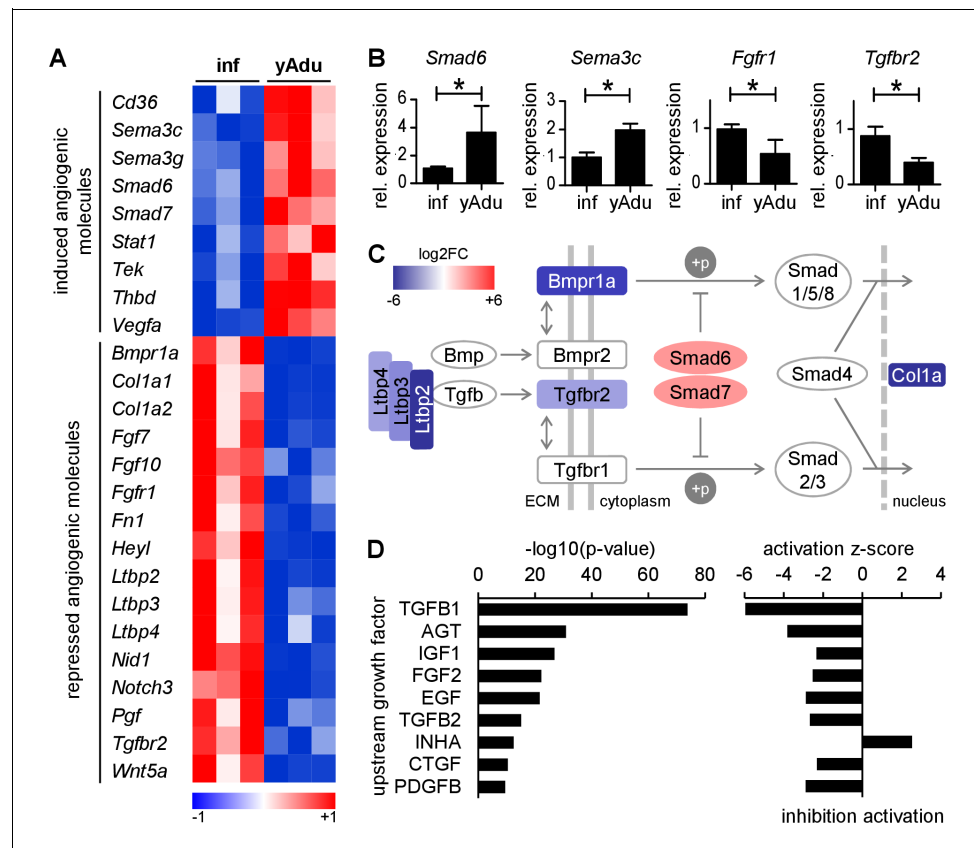 A
inf yAdu
induced angiogenic
molecules
Cd36
Sema3c
Sema3g
Smad6
Smad7
Stat1
Tek
Thbd
Vegfa
repressed angiogenic molecules
Bmpr1a
Col1a1
Col1a2
Fgf7
Fgf10
Fgfr1
Fn1
Heyl
Ltbp2
Ltbp3
Ltbp4
Nid1
Notch3
Pgf
Tgfbr2
Wnt5a
-1 +1
B
Smad6
*
rel. expression
6
4
2
0
inf yAdu
Sema3c
*
rel. expression
3
2
1
0
inf yAdu
Fgfr1
*
rel. expression
1
0
inf yAdu
Tgfbr2
*
rel. expression
1
0
inf yAdu
C
log2FC
-6 +6
Bmpr1a
+p
Smad
1/5/8
Bmp
Bmpr2
Smad6
Ltbp4
Ltbp3
Ltbp2
Tgfb
Tgfbr2
Smad7
Smad4
Col1a
Tgfbr1
+p
Smad
2/3
ECM
cytoplasm
nucleus
D
-log10(p-value)
0 20 40 60 80
activation z-score
-6 -4 -2 0 2 4
upstream growth factor
TGFB1
AGT
IGF1
FGF2
EGF
TGFB2
INHA
CTGF
PDGFB
inhibition activation